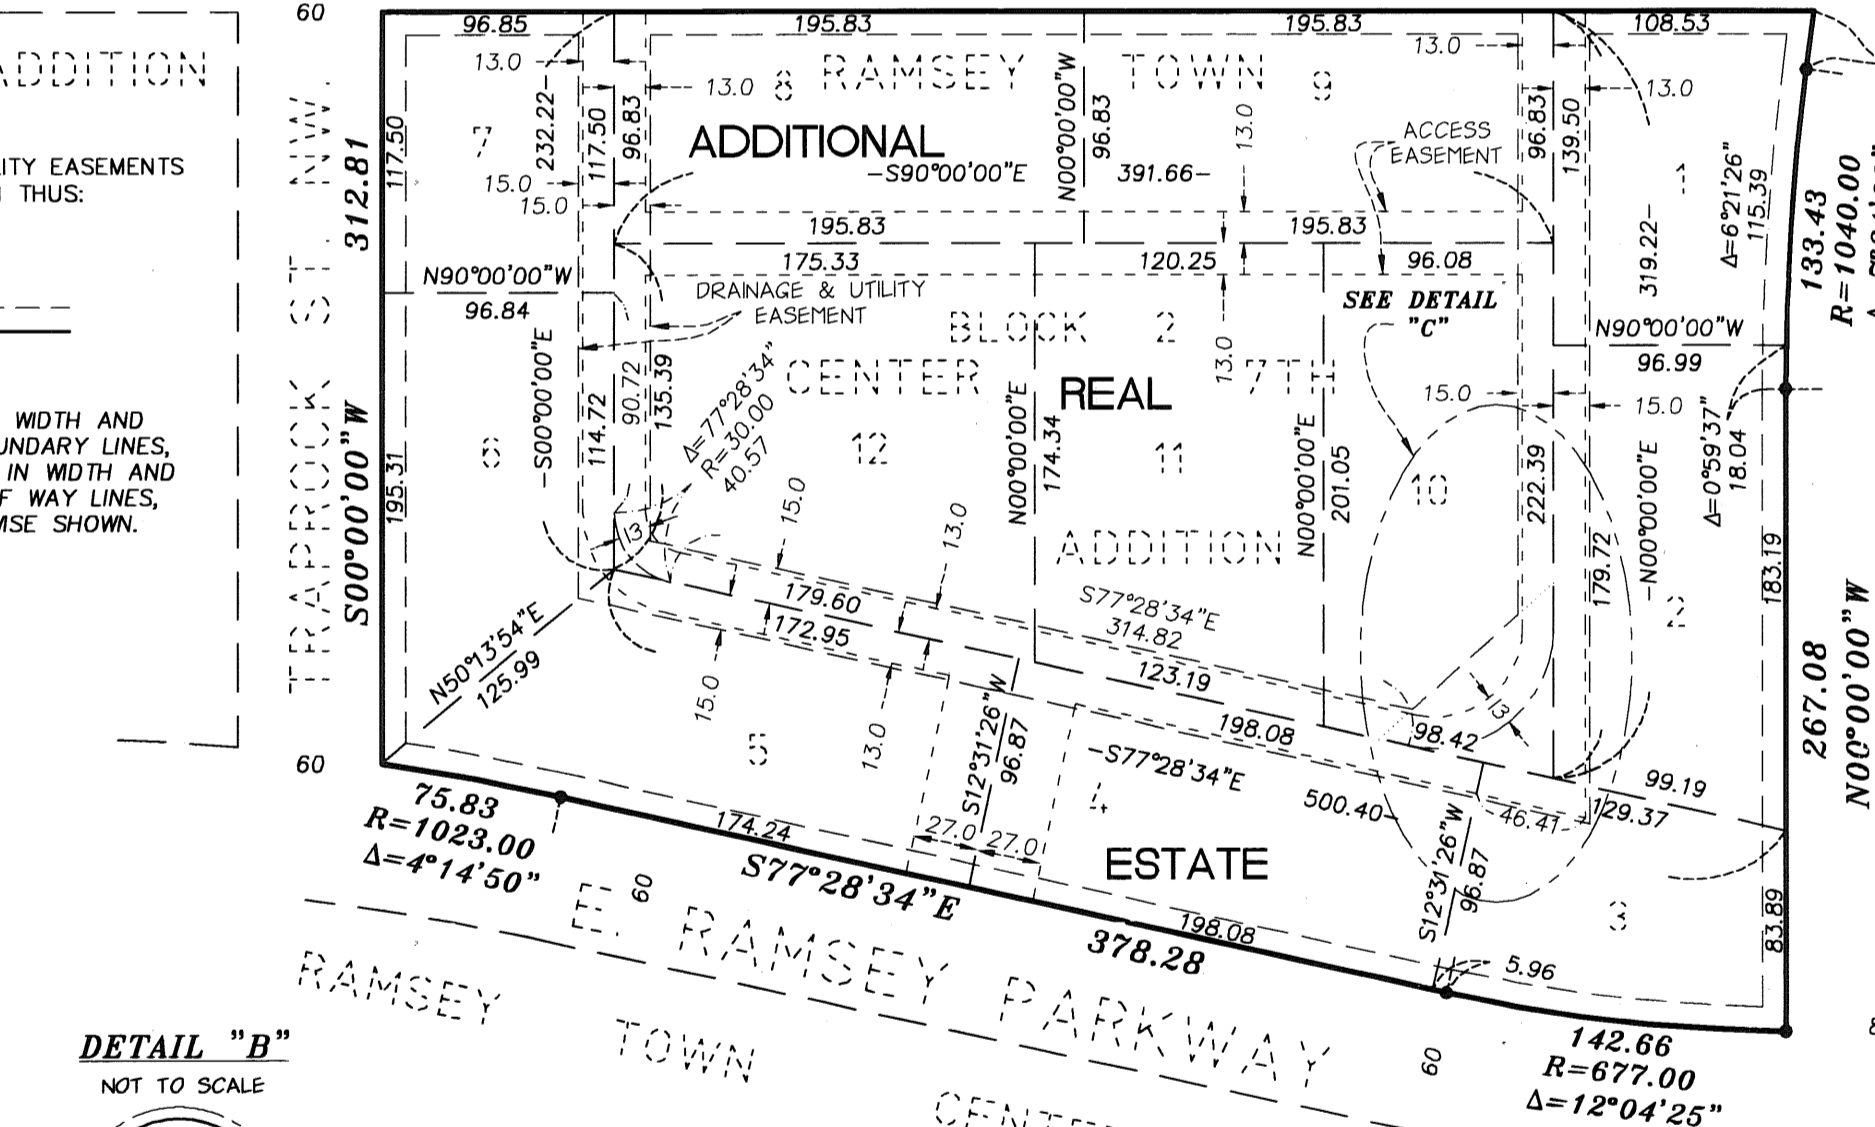 60
96.85
195.83
195.83
108.53
ADDITION
13.0
13.0
13.0
13.0
8 RAMSEY TOWN 9
TRAPROCK ST. NW.
312.81
S00°00'00"W
117.50
7
232.22
117.50
96.83
ADDITIONAL
N00°00'00"W
96.83
13.0
ACCESS
EASEMENT
96.83
139.50
1
Δ=6°21'26"
115.39
133.43
R=1040.00
LITY EASEMENTS
THUS:
15.0
15.0
S90°00'00"E 391.66
195.83
195.83
319.22
N90°00'00"W
96.84
175.33
120.25
96.08
DRAINAGE & UTILITY
EASEMENT
SEE DETAIL
"C"
N90°00'00"W
96.99
BLOCK 2
13.0
CENTER 7TH
REAL
WIDTH AND
UNDARY LINES,
IN WIDTH AND
F WAY LINES,
SHOWN.
195.31
6
S00°00'00"E
114.72
90.72
135.39
Δ=77°28'34"
R=30.00
40.57
12
N00°00'00"E
174.34
11
N00°00'00"E
201.05
10
15.0
15.0
222.39
179.72
N00°00'00"E
Δ=0°59'37"
18.04
183.19
2
13
15.0
13.0
ADDITION
179.60
172.95
S77°28'34"E
314.82
N50°13'54"E
125.99
123.19
198.08
98.42
13
15.0
13.0
5
S12°31'26"W
96.87
S77°28'34"E
500.40
4
99.19
129.37
46.41
267.08
N00°00'00"W
60
75.83
R=1023.00
Δ=4°14'50"
174.24
27.0
27.0
ESTATE
S12°31'26"W
96.87
3
83.89
S77°28'34"E
378.28
198.08
5.96
60
E. RAMSEY PARKWAY
RAMSEY TOWN
60
142.66
R=677.00
Δ=12°04'25"
DETAIL "B"
NOT TO SCALE